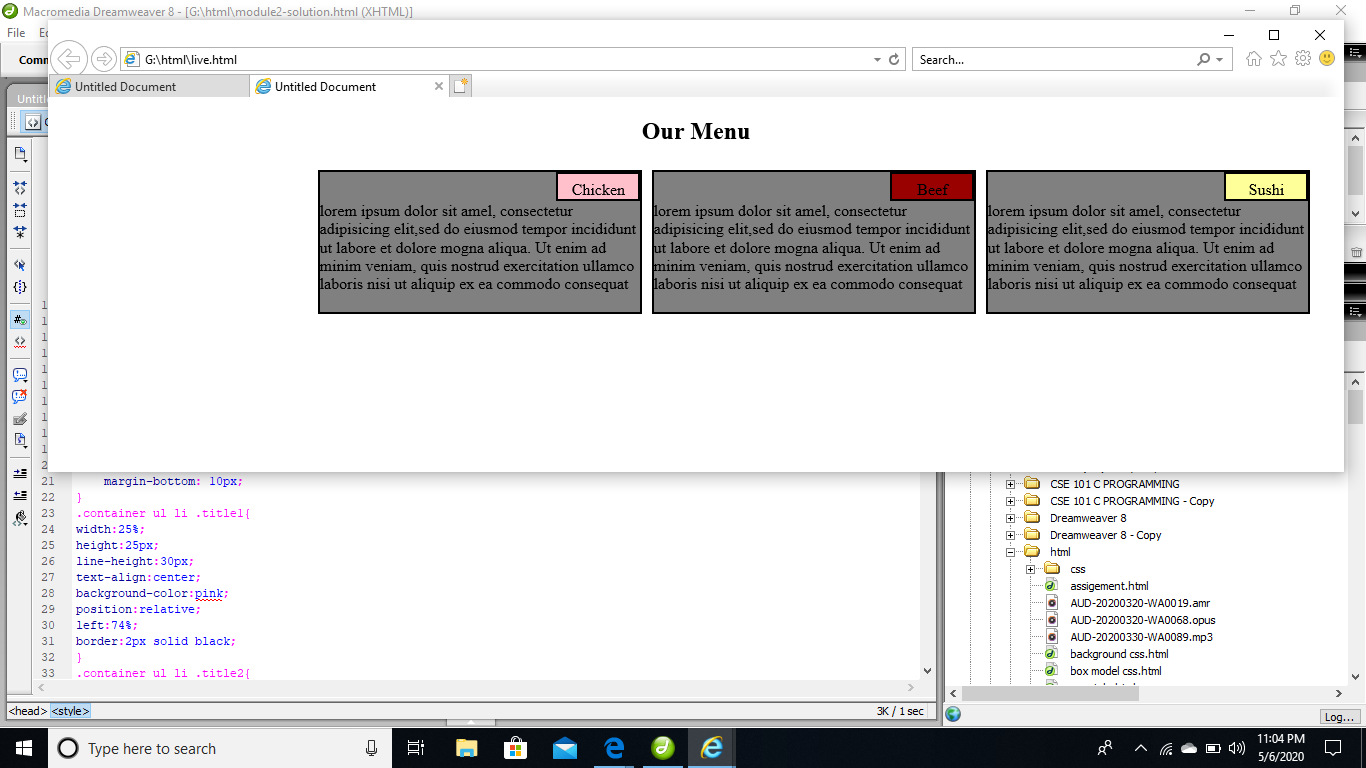 Macromedia Dreamweaver 8 - [G:\html\module2-solution.html (XHTML)]
File
Comm
G:\html\live.html
Search...
Untitled Document
Untitled Document
Our Menu
Chicken
lorem ipsum dolor sit amel, consectetur
adipisicing elit,sed do eiusmod tempor incididunt
ut labore et dolore mogna aliqua. Ut enim ad
minim veniam, quis nostrud exercitation ullamco
laboris nisi ut aliquip ex ea commodo consequat
Beef
lorem ipsum dolor sit amel, consectetur
adipisicing elit,sed do eiusmod tempor incididunt
ut labore et dolore mogna aliqua. Ut enim ad
minim veniam, quis nostrud exercitation ullamco
laboris nisi ut aliquip ex ea commodo consequat
Sushi
lorem ipsum dolor sit amel, consectetur
adipisicing elit,sed do eiusmod tempor incididunt
ut labore et dolore mogna aliqua. Ut enim ad
minim veniam, quis nostrud exercitation ullamco
laboris nisi ut aliquip ex ea commodo consequat
21 margin-bottom: 10px;
22 }
23 .container ul li .title1{
24 width:25%;
25 height:25px;
26 line-height:30px;
27 text-align:center;
28 background-color:pink;
29 position:relative;
30 left:74%;
31 border:2px solid black;
32 }
33 .container ul li .title2{
<head> <style>
3K / 1 sec
CSE 101 C PROGRAMMING
CSE 101 C PROGRAMMING - Copy
Dreamweaver 8
Dreamweaver 8 - Copy
html
css
assigement.html
AUD-20200320-WA0019.amr
AUD-20200320-WA0068.opus
AUD-20200330-WA0089.mp3
background css.html
box model css.html
Log...
Type here to search
11:04 PM
5/6/2020